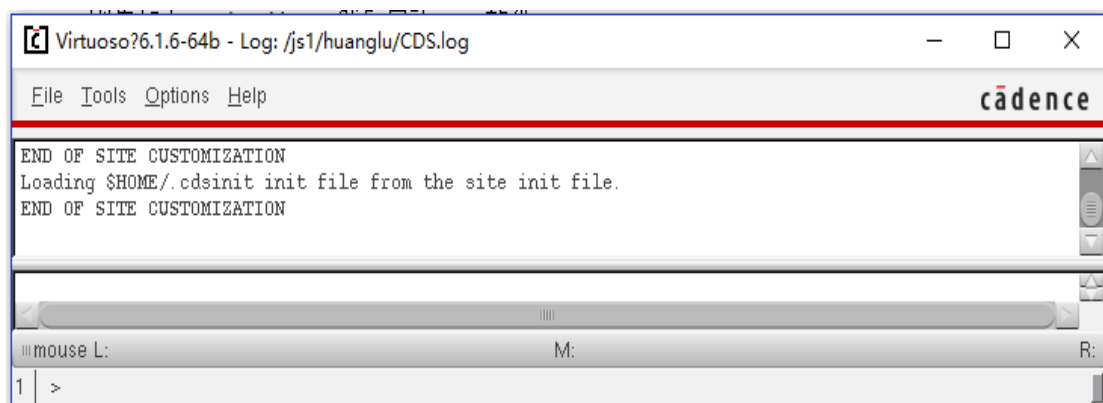 Virtuoso?6.1.6-64b - Log: /js1/huanglu/CDS.log
File Tools Options Help
cādence
END OF SITE CUSTOMIZATION
Loading $HOME/.cdsinit init file from the site init file.
END OF SITE CUSTOMIZATION
mouse L: M: R:
1 >